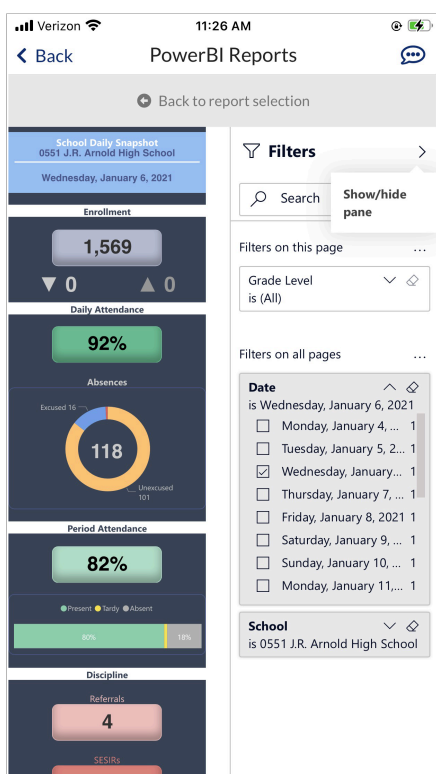 Verizon 11:26 AM
Back PowerBI Reports
Back to report selection
School Daily Snapshot
0551 J.R. Arnold High School
Wednesday, January 6, 2021
Enrollment
1,569
▼ 0 ▲ 0
Daily Attendance
92%
Absences
Excused 16
118
Unexcused
101
Period Attendance
82%
Present Tardy Absent
80% 18%
Discipline
Referrals
4
SESIRs
Filters
Search
Show/hide
pane
Filters on this page ...
Grade Level
is (All)
Filters on all pages ...
Date
is Wednesday, January 6, 2021
Monday, January 4, ... 1
Tuesday, January 5, 2... 1
Wednesday, January... 1
Thursday, January 7, ... 1
Friday, January 8, 2021 1
Saturday, January 9, ... 1
Sunday, January 10, ... 1
Monday, January 11,... 1
School
is 0551 J.R. Arnold High School